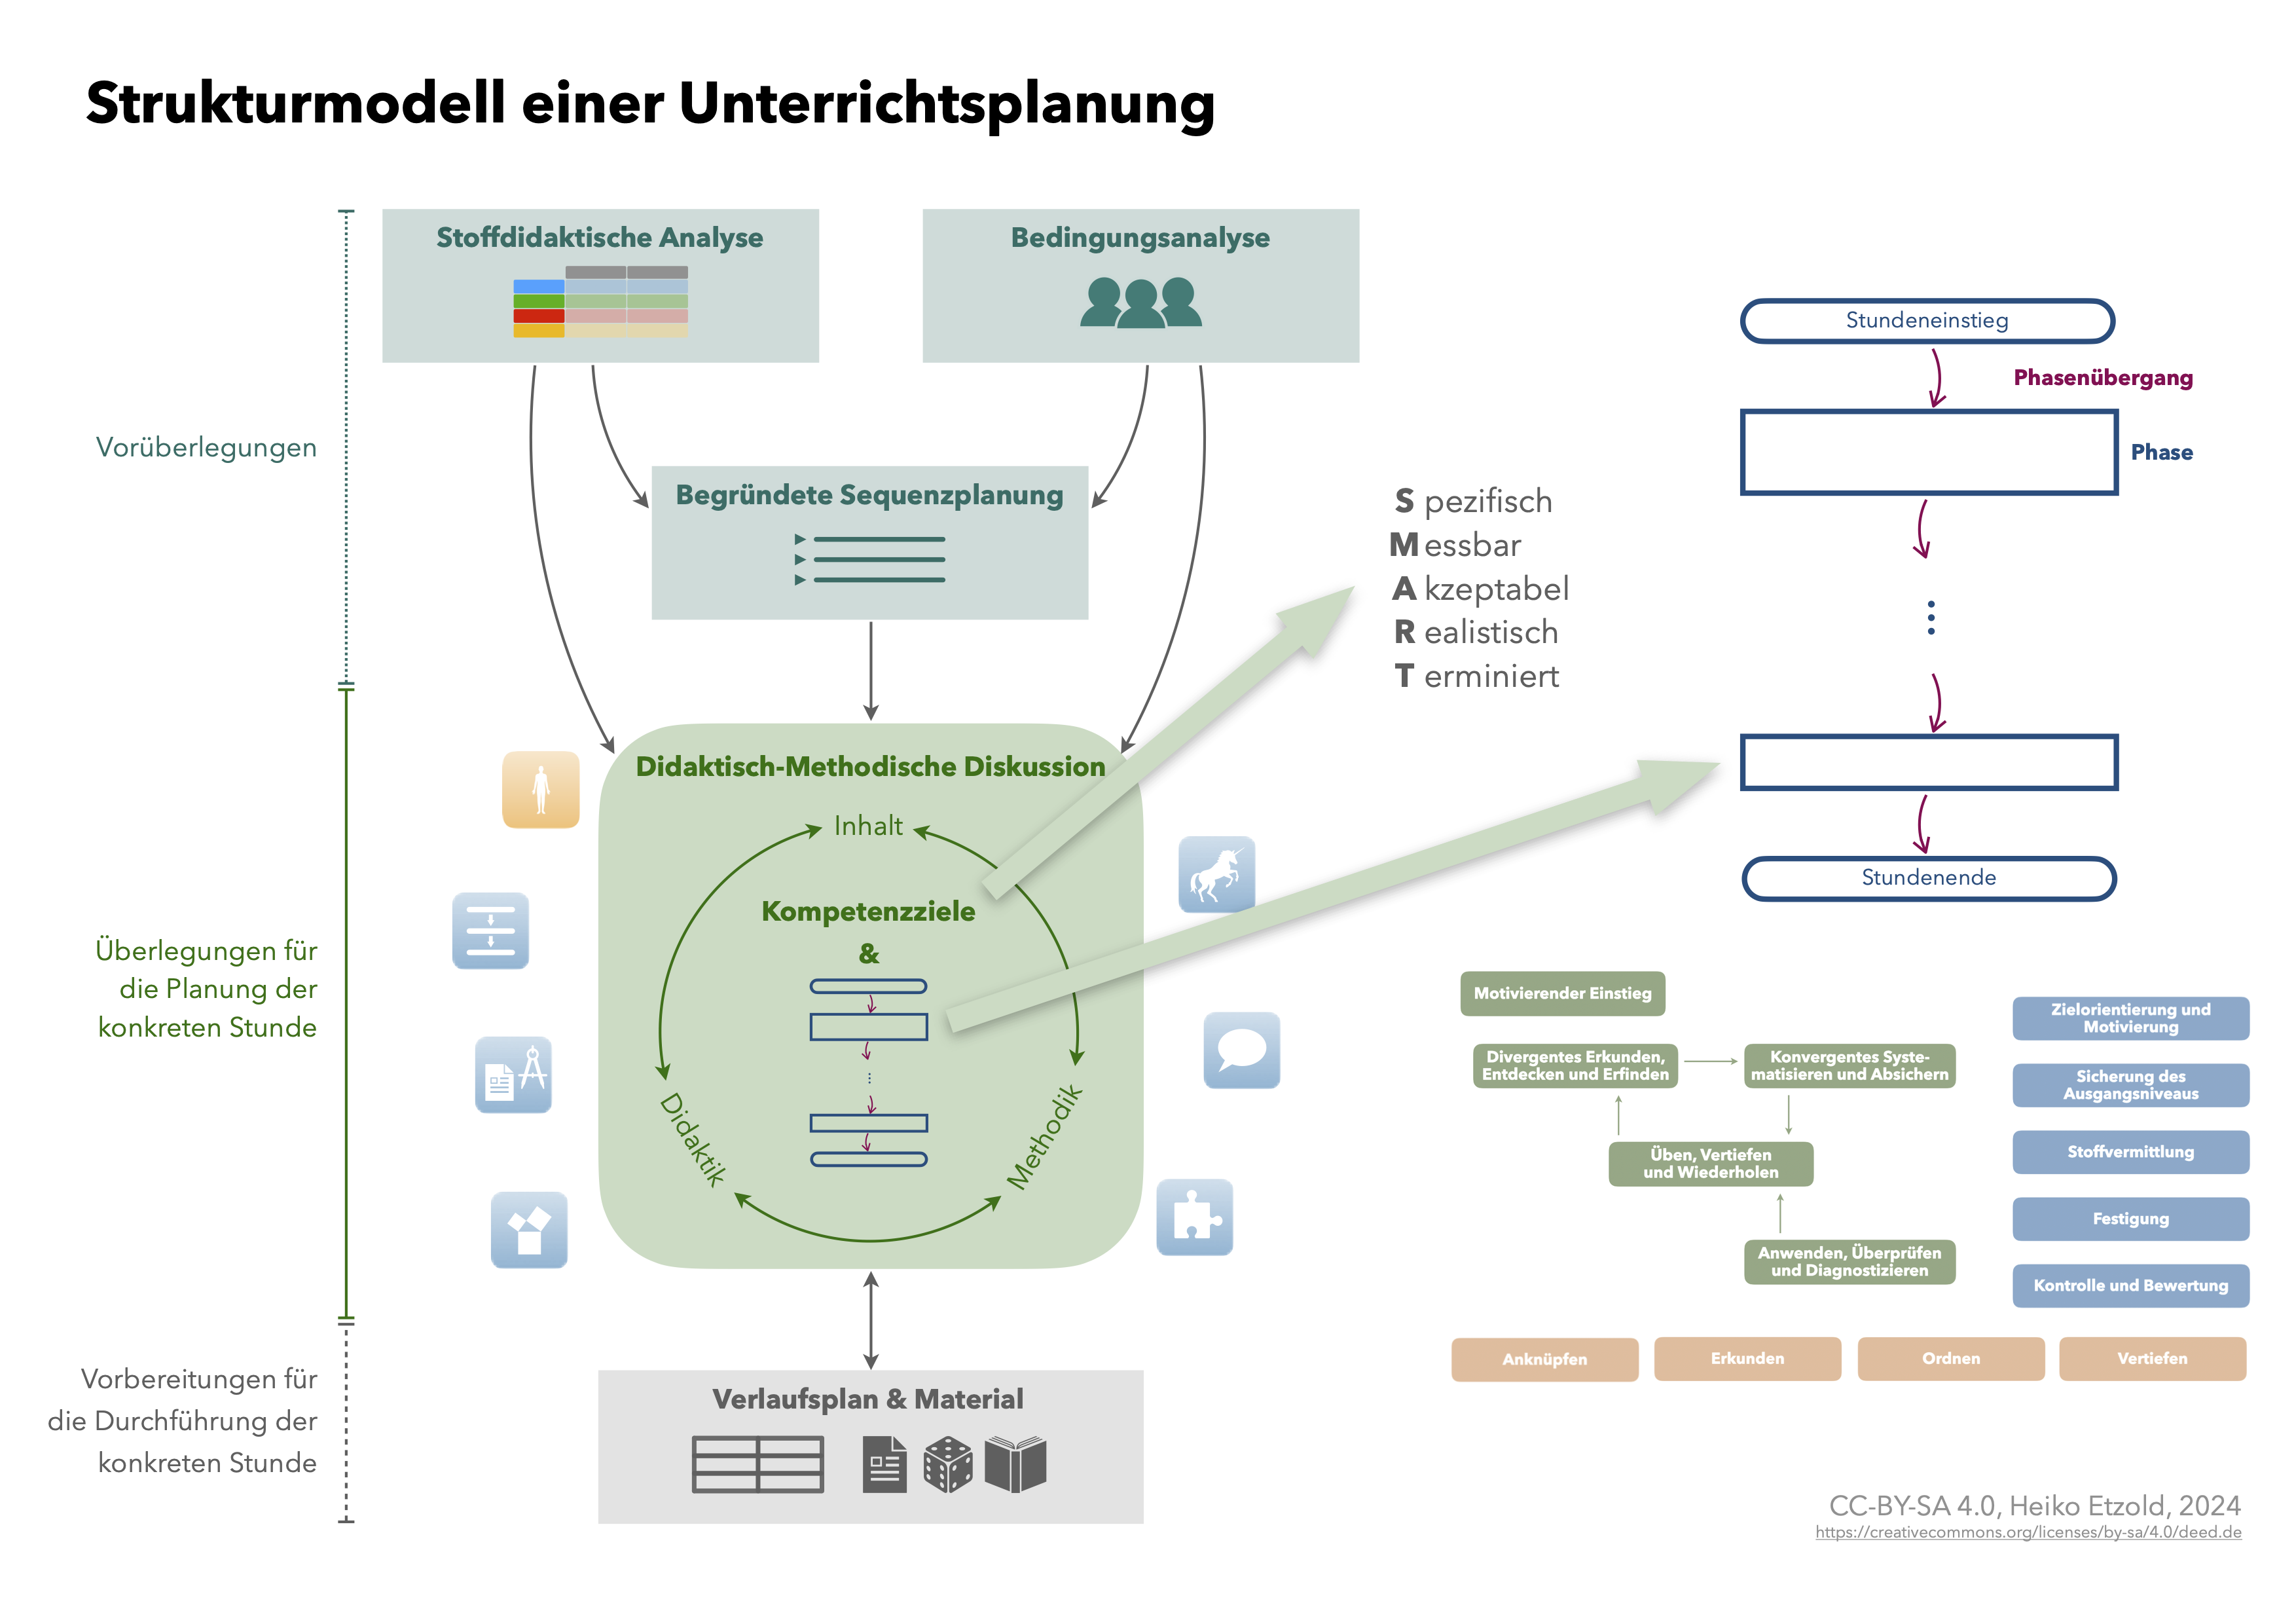 Strukturmodell einer Unterrichtsplanung
Vorüberlegungen
Überlegungen für
die Planung der
konkreten Stunde
Vorbereitungen für
die Durchführung der
konkreten Stunde
Stoffdidaktische Analyse
Bedingungsanalyse
Begründete Sequenzplanung
Didaktisch-Methodische Diskussion
Inhalt
Kompetenzziele
&
Didaktik
Methodik
Verlaufsplan & Material
S pezifisch
M essbar
A kzeptabel
R ealistisch
T erminiert
Stundeneinstieg
Phasenübergang
Phase
Stundenende
Motivierender Einstieg
Divergentes Erkunden,
Entdecken und Erfinden
Konvergentes Syste-
matisieren und Absichern
Üben, Vertiefen
und Wiederholen
Anwenden, Überprüfen
und Diagnostizieren
Zielorientierung und
Motivierung
Sicherung des
Ausgangsniveaus
Stoffvermittlung
Festigung
Kontrolle und Bewertung
Anknüpfen
Erkunden
Ordnen
Vertiefen
CC-BY-SA 4.0, Heiko Etzold, 2024
https://creativecommons.org/licenses/by-sa/4.0/deed.de